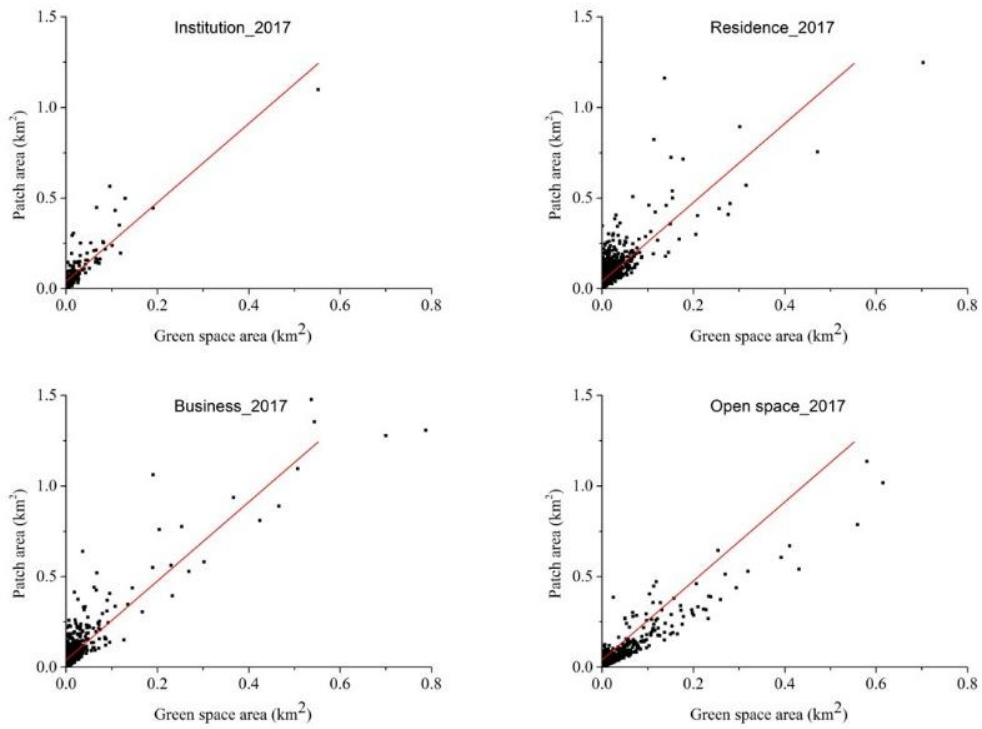 Institution_2017
1.5
1.0
0.5
0.0
Patch area (km²)
0.0 0.2 0.4 0.6 0.8
Green space area (km²)
Residence_2017
1.5
1.0
0.5
0.0
Patch area (km²)
0.0 0.2 0.4 0.6 0.8
Green space area (km²)
Business_2017
1.5
1.0
0.5
0.0
Patch area (km²)
0.0 0.2 0.4 0.6 0.8
Green space area (km²)
Open space_2017
1.5
1.0
0.5
0.0
Patch area (km²)
0.0 0.2 0.4 0.6 0.8
Green space area (km²)